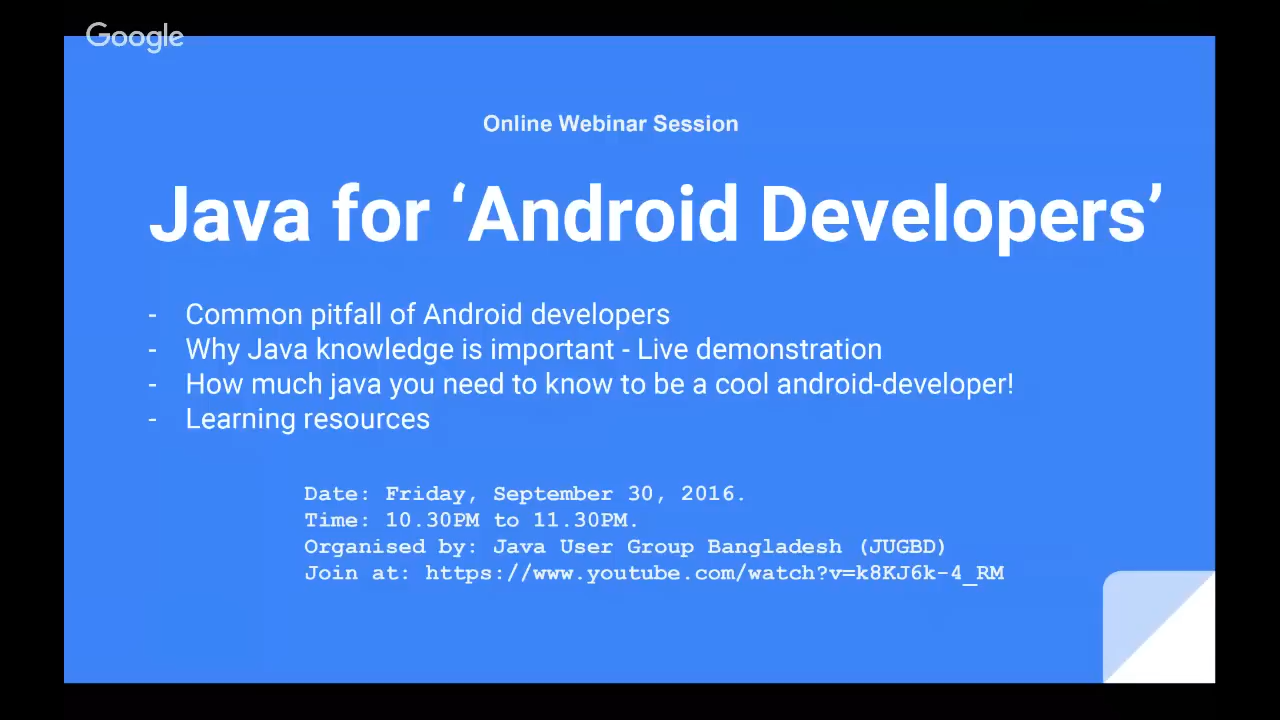 Google
Online Webinar Session
Java for ‘Android Developers’
- Common pitfall of Android developers
- Why Java knowledge is important - Live demonstration
- How much java you need to know to be a cool android-developer!
- Learning resources
Date: Friday, September 30, 2016.
Time: 10.30PM to 11.30PM.
Organised by: Java User Group Bangladesh (JUGBD)
Join at: https://www.youtube.com/watch?v=k8KJ6k-4_RM